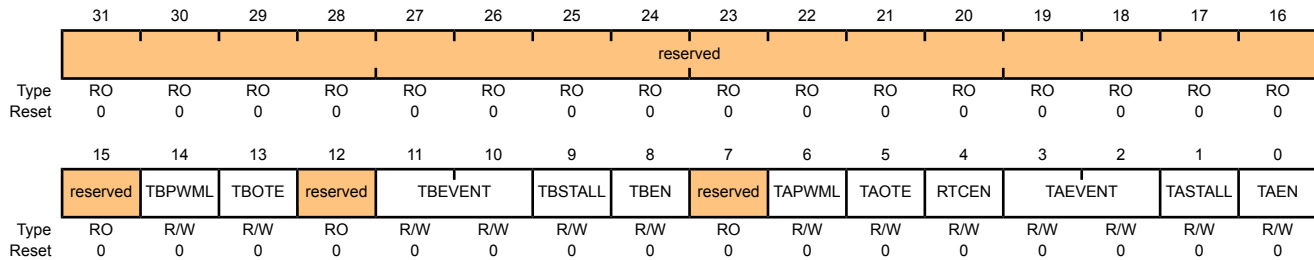 31 30 29 28 27 26 25 24 23 22 21 20 19 18 17 16
reserved
Type RO RO RO RO RO RO RO RO RO RO RO RO RO RO RO RO
Reset 0 0 0 0 0 0 0 0 0 0 0 0 0 0 0 0
15 14 13 12 11 10 9 8 7 6 5 4 3 2 1 0
reserved TBPWML TBOTE reserved TBEVENT TBSTALL TBEN reserved TAPWML TAOTE RTCEN TAEVENT TASTALL TAEN
Type RO R/W R/W RO R/W R/W R/W R/W RO R/W R/W R/W R/W R/W R/W R/W
Reset 0 0 0 0 0 0 0 0 0 0 0 0 0 0 0 0